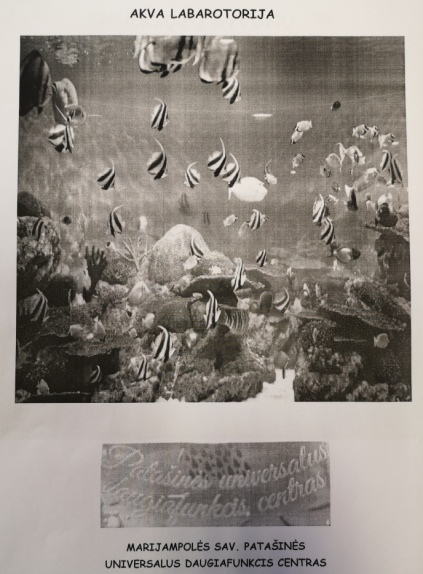 AKVA LABAROTORIJA
Patašinės universalus
daugiafunkcis centras
MARIJAMPOLĖS SAV. PATAŠINĖS
UNIVERSALUS DAUGIAFUNKCIS CENTRAS